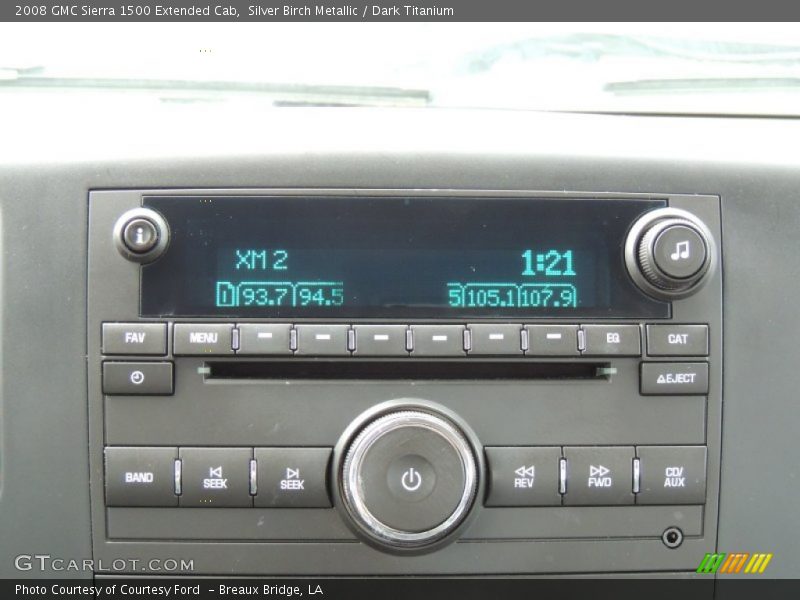 2008 GMC Sierra 1500 Extended Cab,  Silver Birch Metallic / Dark Titanium
i
XM 2 1:21
1 93.7 94.5 5 105.1 107.9
FAV MENU EQ CAT
EJECT
BAND SEEK SEEK REV FWD CD/
AUX
GTCARLOT.COM
Photo Courtesy of Courtesy Ford  - Breaux Bridge, LA